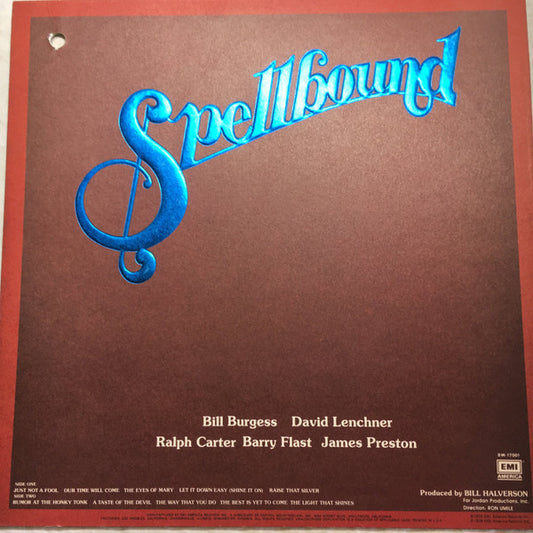 Spellbound
Bill Burgess David Lenchner
Ralph Carter Barry Flast James Preston
SW-17001
EMI
AMERICA
SIDE ONE
JUST NOT A FOOL OUR TIME WILL COME THE EYES OF MARY LET IT DOWN EASY (SHINE IT ON) RAISE THAT SILVER
SIDE TWO
RUMOR AT THE HONKY TONK A TASTE OF THE DEVIL THE WAY THAT YOU DO THE BEST IS YET TO COME THE LIGHT THAT SHINES
Produced by BILL HALVERSON
For Jordan Productions, Inc.
Direction: RON UMILE